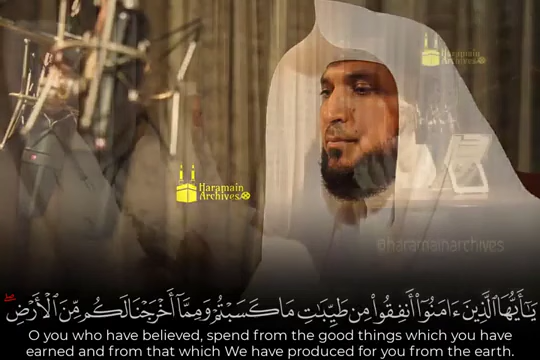 Haramain
Archives
Haramain
Archives
@haramainarchives
يَٰٓأَيُّهَا ٱلَّذِينَ ءَامَنُوٓا۟ أَنفِقُوا۟ مِن طَيِّبَٰتِ مَا كَسَبْتُمْ وَمِمَّآ أَخْرَجْنَا لَكُم مِّنَ ٱلْأَرْضِ ۖ
O you who have believed, spend from the good things which you have
earned and from that which We have produced for you from the earth.